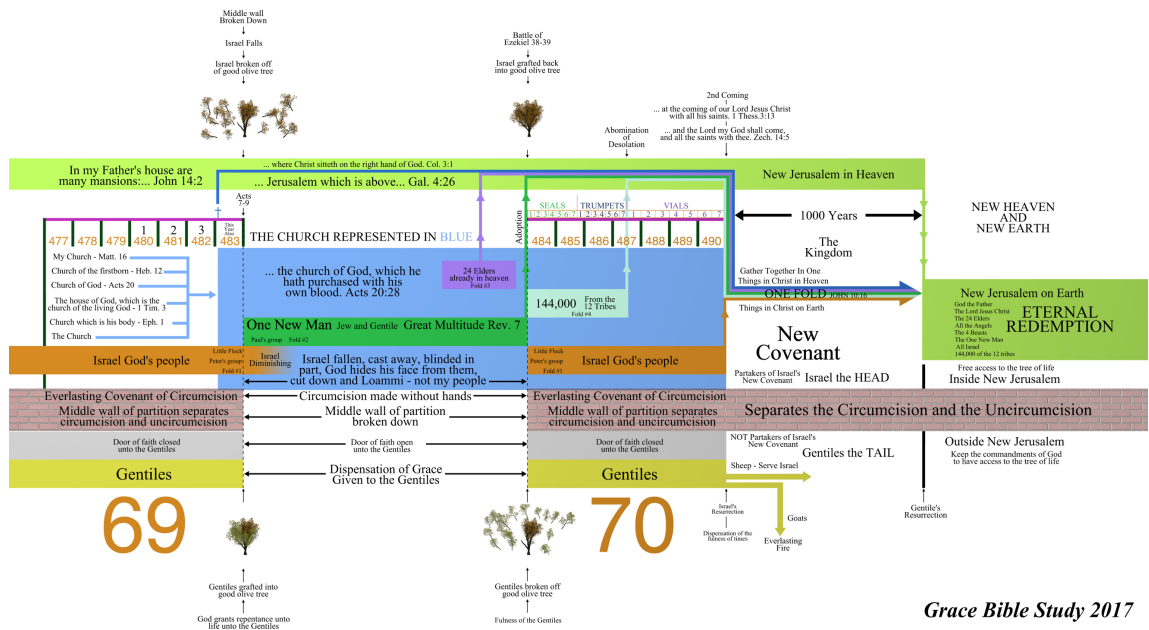 Middle wall
Broken Down
Israel Falls
Israel broken off
of good olive tree
Battle of
Ezekiel 38-39
Israel grafted back
into good olive tree
2nd Coming
... at the coming of our Lord Jesus Christ
with all his saints. 1 Thess.3:13
... and the Lord my God shall come,
and all the saints with thee. Zech. 14:5
Abomination
of
Desolation
In my Father's house are
many mansions:... John 14:2
... where Christ sitteth on the right hand of God. Col. 3:1
... Jerusalem which is above... Gal. 4:26
New Jerusalem in Heaven
Acts
7-9
SEALS
TRUMPETS
VIALS
1 2 3 4 5 6 7
1 2 3 4 5 6 7
1 2 3 4 5 6 7
1 2 3
This
Year
Also
477 478 479 480 481 482 483
THE CHURCH REPRESENTED IN BLUE
Adoption
484 485 486 487 488 489 490
1000 Years
The
Kingdom
NEW HEAVEN
AND
NEW EARTH
My Church - Matt. 16
Church of the firstborn - Heb. 12
Church of God - Acts 20
The house of God, which is the
church of the living God - 1 Tim. 3
Church which is his body - Eph. 1
The Church
... the church of God, which he
hath purchased with his
own blood. Acts 20:28
24 Elders
already in heaven
Fold #3
144,000
From the
12 Tribes
Fold #4
Gather Together In One
Things in Christ in Heaven
ONE FOLD JOHN 10:16
Things in Christ on Earth
New Jerusalem on Earth
God the Father
The Lord Jesus Christ
The 24 Elders
All the Angels
The 4 Beasts
The One New Man
All Israel
144,000 of the 12 tribes
ETERNAL
REDEMPTION
One New Man Jew and Gentile Great Multitude Rev. 7
Paul's group Fold #2
New
Covenant
Israel God's people
Little Flock
Peter's group
Fold #1
Israel
Diminishing
Israel fallen, cast away, blinded in
part, God hides his face from them,
cut down and Loammi - not my people
Little Flock
Peter's group
Fold #1
Israel God's people
Partakers of Israel's
New Covenant
Israel the HEAD
Free access to the tree of life
Inside New Jerusalem
Everlasting Covenant of Circumcision
Middle wall of partition separates
circumcision and uncircumcision
Circumcision made without hands
Middle wall of partition
broken down
Everlasting Covenant of Circumcision
Middle wall of partition separates
circumcision and uncircumcision
Separates the Circumcision and the Uncircumcision
Door of faith closed
unto the Gentiles
Door of faith open
unto the Gentiles
Door of faith closed
unto the Gentiles
NOT Partakers of Israel's
New Covenant
Gentiles the TAIL
Outside New Jerusalem
Keep the commandments of God
to have access to the tree of life
Gentiles
Dispensation of Grace
Given to the Gentiles
Gentiles
Sheep - Serve Israel
Goats
Everlasting
Fire
69
70
Israel's
Resurrection
Dispensation of the
fulness of times
Gentile's
Resurrection
Gentiles grafted into
good olive tree
God grants repentance unto
life unto the Gentiles
Gentiles broken off
good olive tree
Fulness of the Gentiles
Grace Bible Study 2017